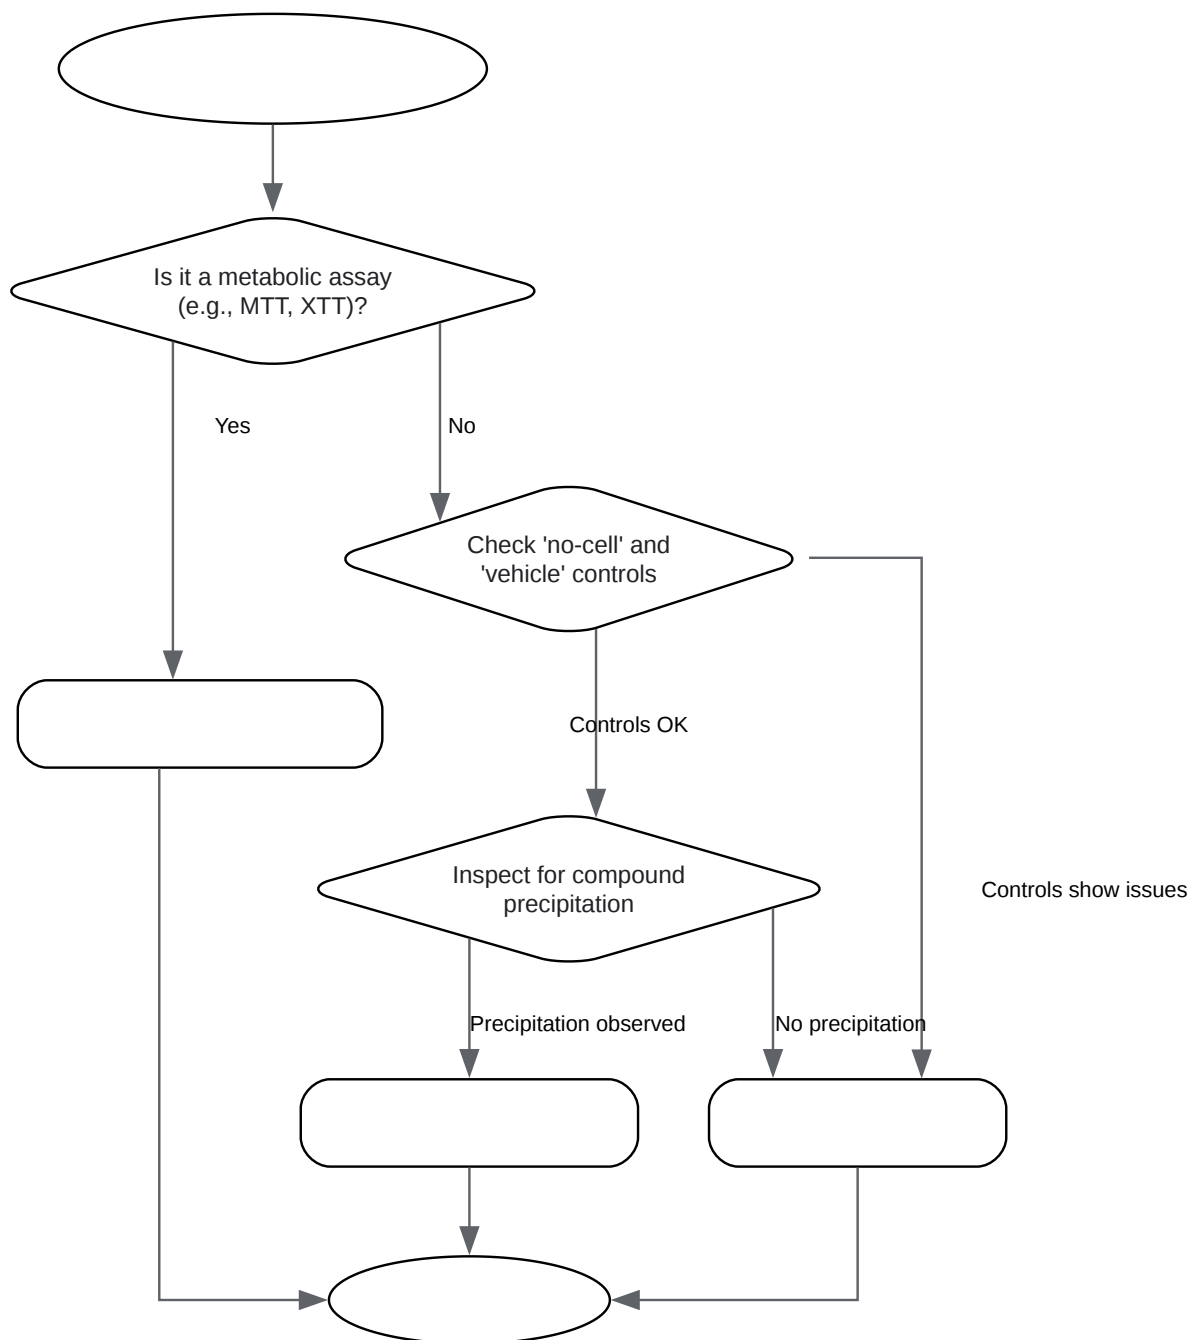 Is it a metabolic assay
(e.g., MTT, XTT)?
Yes
No
Check 'no-cell' and
'vehicle' controls
Controls OK
Inspect for compound
precipitation
Controls show issues
Precipitation observed
No precipitation